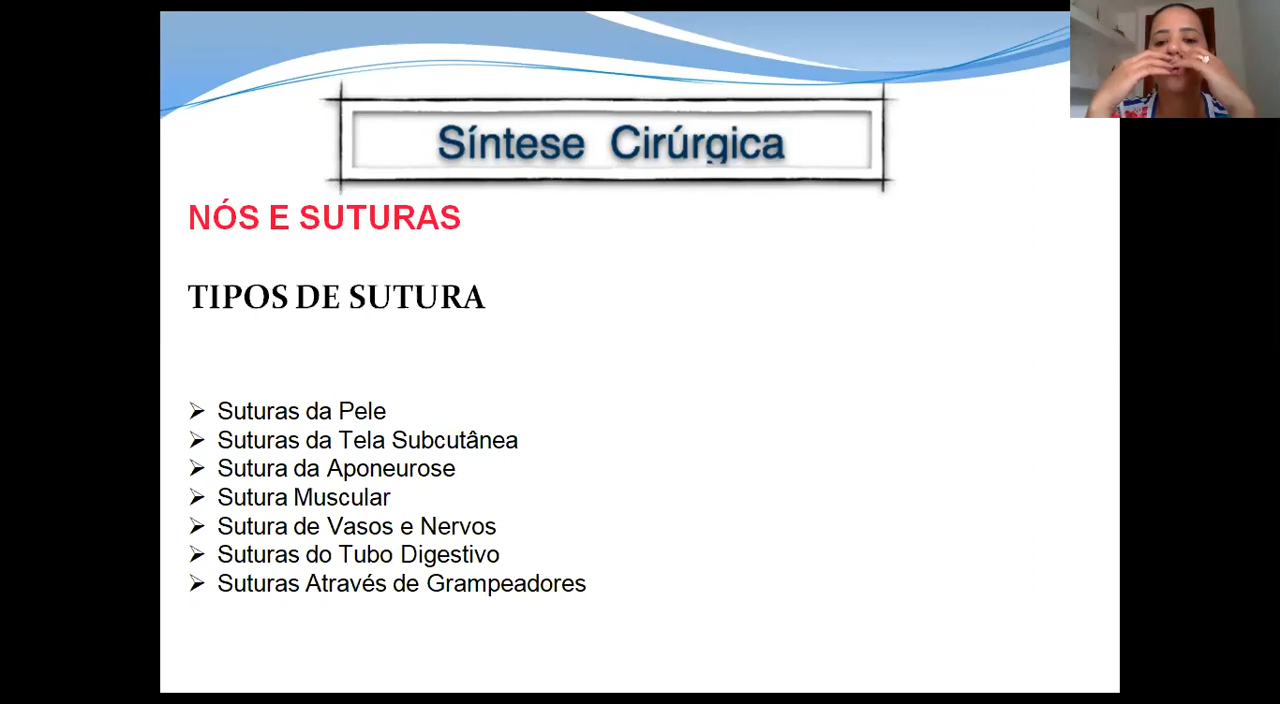 Síntese Cirúrgica
NÓS E SUTURAS
TIPOS DE SUTURA
Suturas da Pele
Suturas da Tela Subcutânea
Sutura da Aponeurose
Sutura Muscular
Sutura de Vasos e Nervos
Suturas do Tubo Digestivo
Suturas Através de Grampeadores